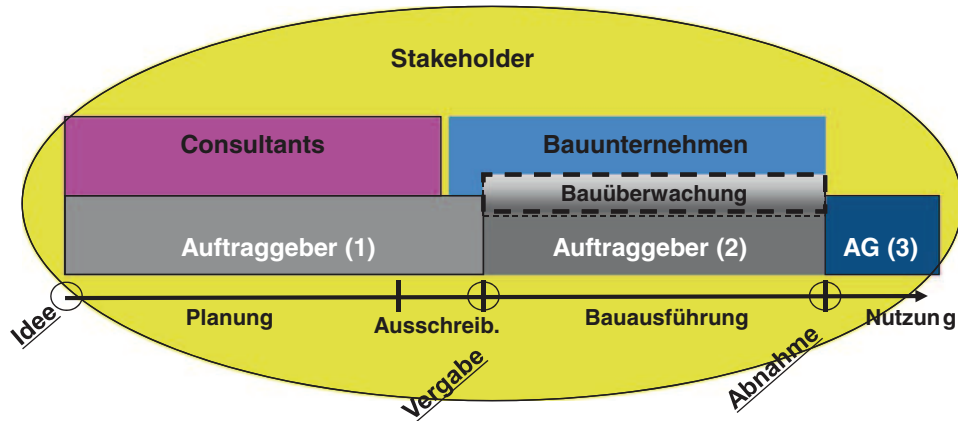 Stakeholder
Consultants
Bauunternehmen
Bauüberwachung
Auftraggeber (1)
Auftraggeber (2)
AG (3)
Idee
Planung
Ausschreib.
Vergabe
Bauausführung
Abnahme
Nutzung